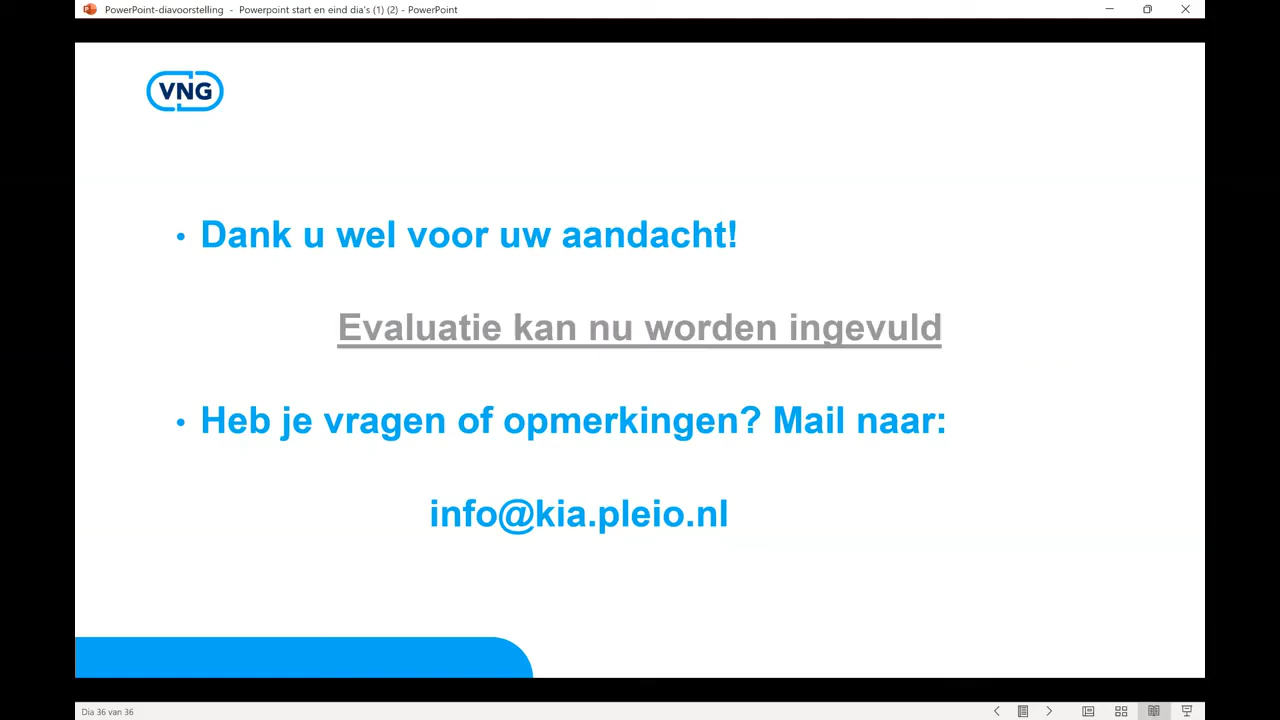 PowerPoint-diavoorstelling - Powerpoint start en eind dia's (1) (2) - PowerPoint
VNG
• Dank u wel voor uw aandacht!
Evaluatie kan nu worden ingevuld
• Heb je vragen of opmerkingen? Mail naar:
info@kia.pleio.nl
Dia 36 van 36